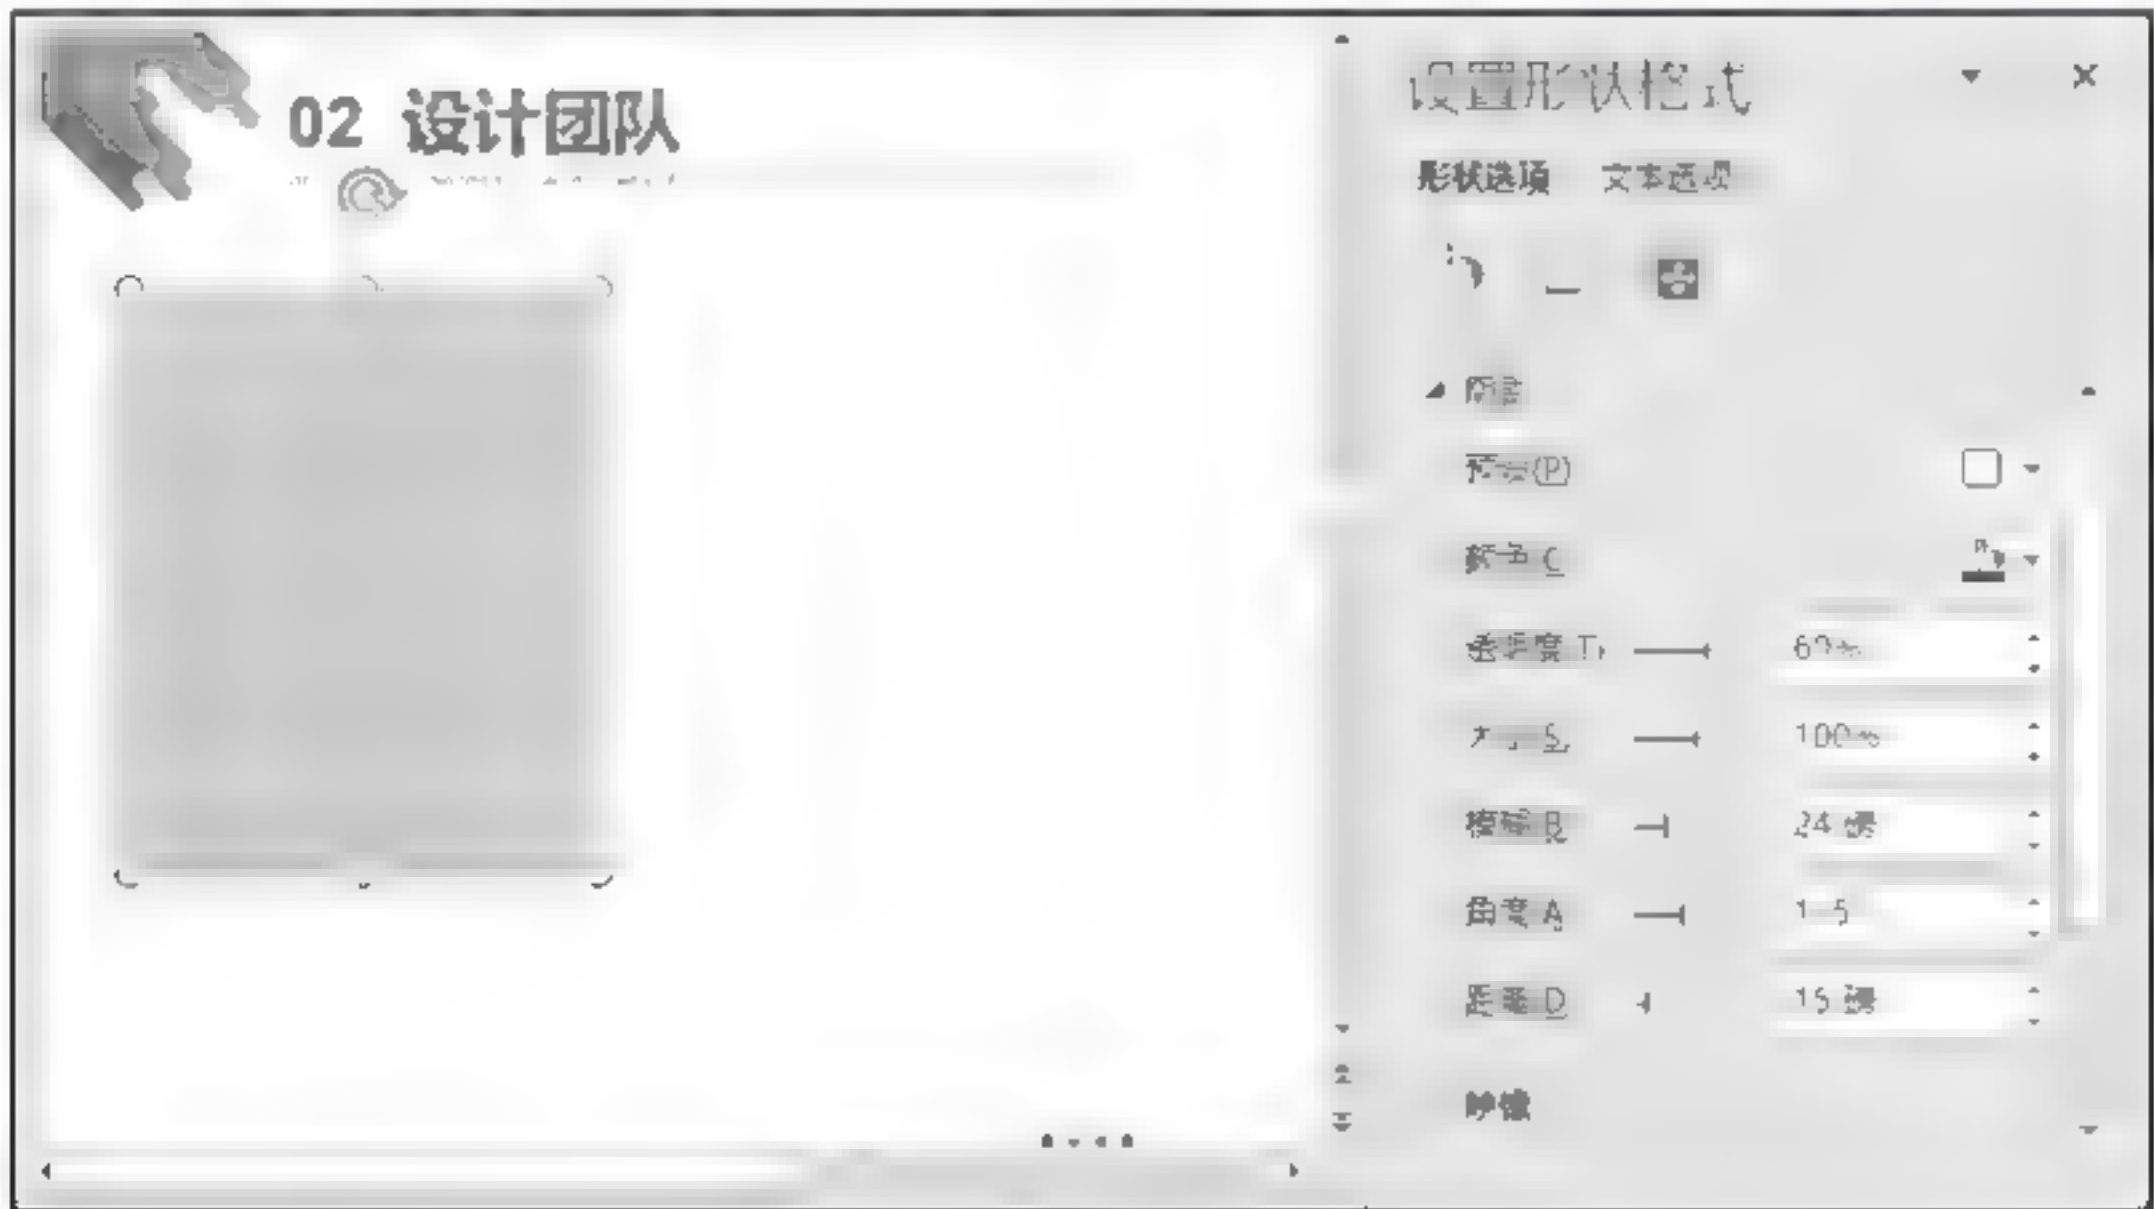 02 设计团队
设置形状格式
形状选项 文本选项
阴影
预设(P)
颜色(C)
透明度(T)
大小(S) 100%
模糊(B) 24 磅
角度(A)
距离(D) 15 磅
映像